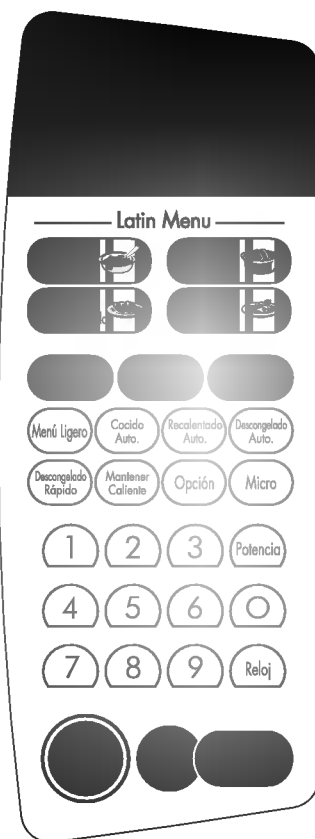 Latin Menu
Menú Ligero
Cocido
Auto.
Recalentado
Auto.
Descongelado
Auto.
Descongelado
Rápido
Mantener
Caliente
Opción
Micro
1
2
3
Potencia
4
5
6
O
7
8
9
Reloj